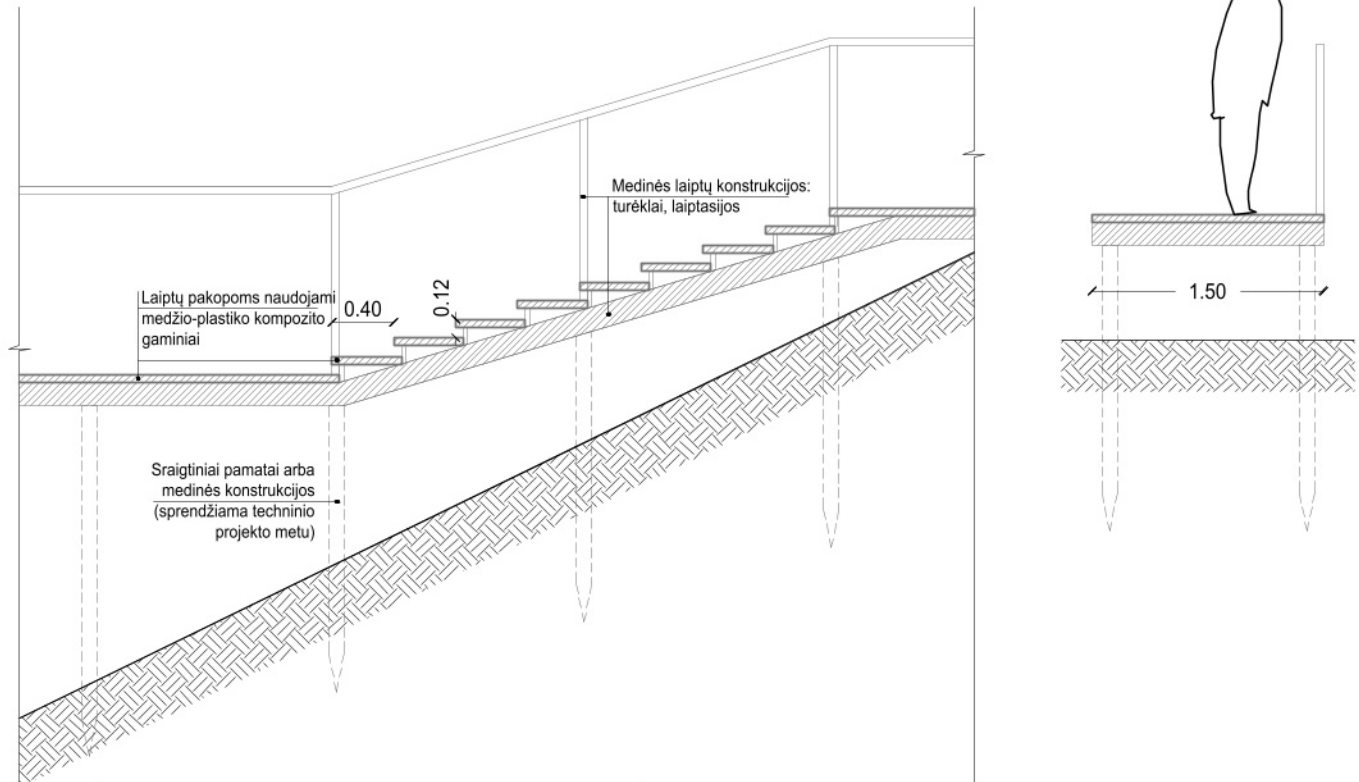 Medinės laiptų konstrukcijos:
turėklai, laiptasijos
Laiptų pakopoms naudojami
medžio-plastiko kompozito
gaminiai
0.40
0.12
1.50
Sraigtiniai pamatai arba
medinės konstrukcijos
(sprendžiama techninio
projekto metu)